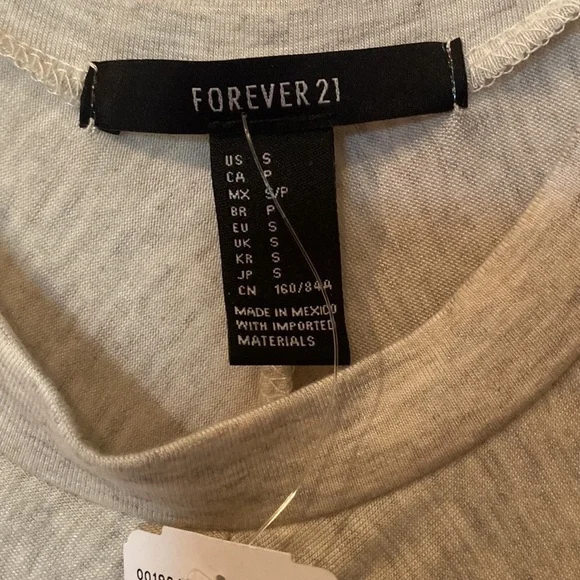 FOREVER 21
US S
CA P
MX S/P
BR P
EU S
UK S
KR S
JP S
CN 160/84A
MADE IN MEXICO
WITH IMPORTED
MATERIALS